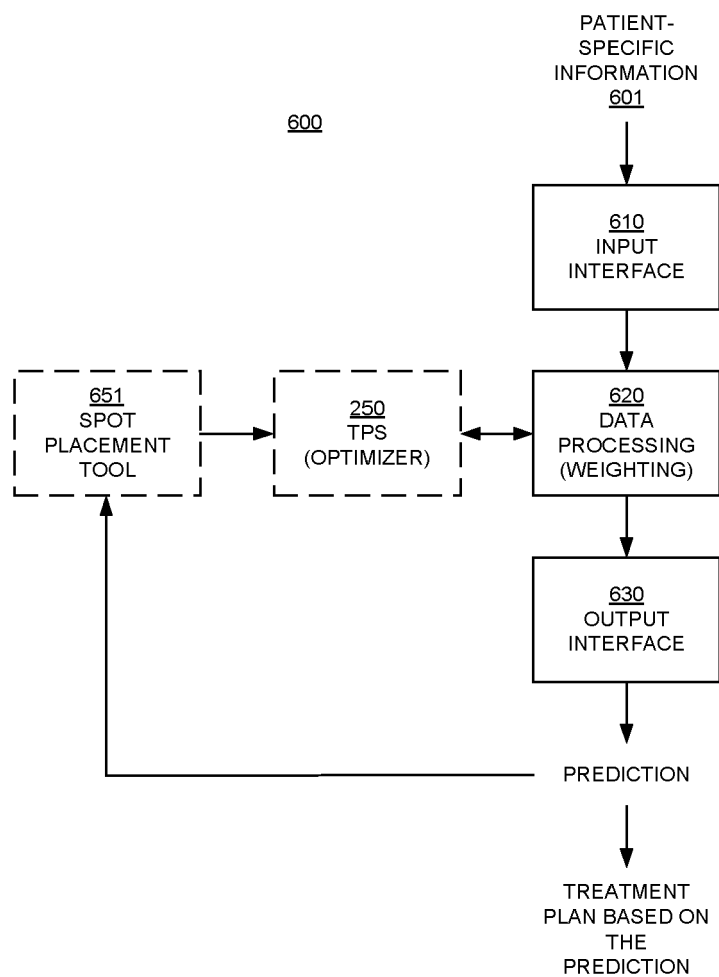 PATIENT-
SPECIFIC
INFORMATION
601
600
610
INPUT
INTERFACE
651
SPOT
PLACEMENT
TOOL
250
TPS
(OPTIMIZER)
620
DATA
PROCESSING
(WEIGHTING)
630
OUTPUT
INTERFACE
PREDICTION
TREATMENT
PLAN BASED ON
THE
PREDICTION